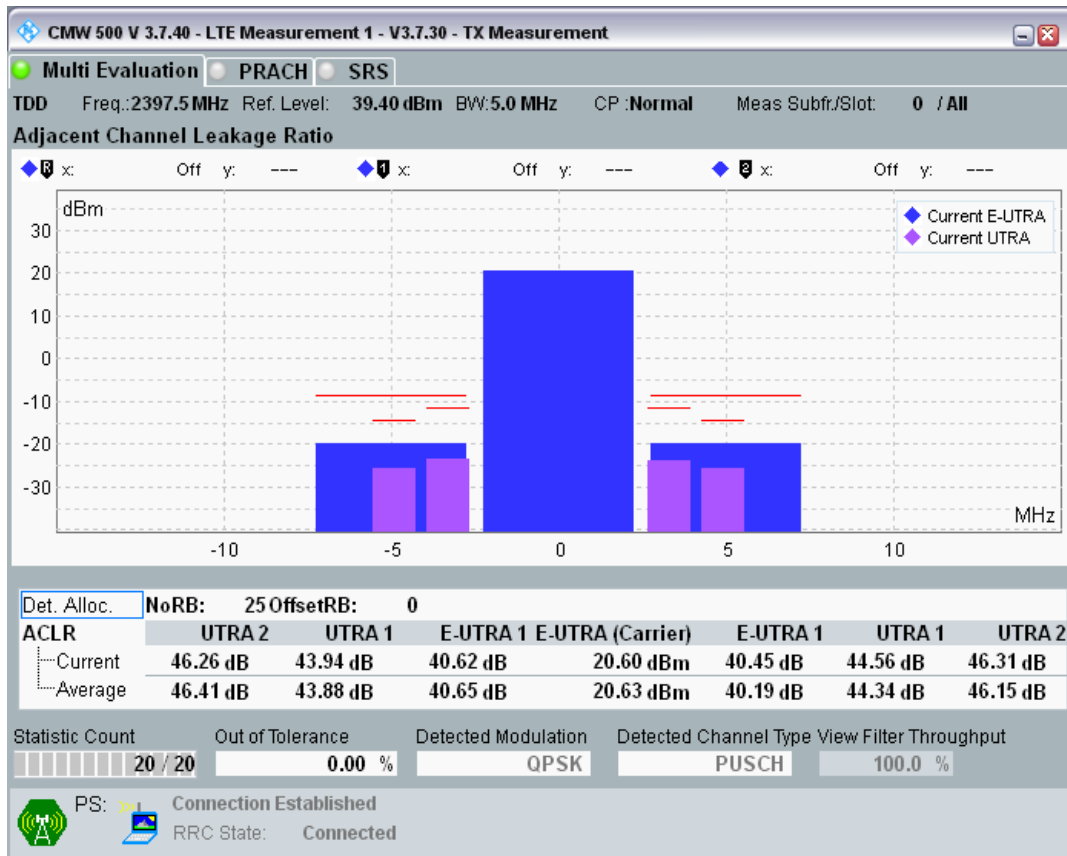 CMW 500 V 3.7.40 - LTE Measurement 1 - V3.7.30 - TX Measurement
Multi Evaluation PRACH SRS
TDD Freq.:2397.5 MHz Ref. Level: 39.40 dBm BW:5.0 MHz CP :Normal Meas Subfr./Slot: 0 / All
Adjacent Channel Leakage Ratio
R x: Off y: --- 1 x: Off y: --- 2 x: Off y: ---
dBm
Current E-UTRA
Current UTRA
30
20
10
0
-10
-20
-30
MHz
-10 -5 0 5 10
Det. Alloc. NoRB: 25 OffsetRB: 0
ACLR UTRA 2 UTRA 1 E-UTRA 1 E-UTRA (Carrier) E-UTRA 1 UTRA 1 UTRA 2
Current 46.26 dB 43.94 dB 40.62 dB 20.60 dBm 40.45 dB 44.56 dB 46.31 dB
Average 46.41 dB 43.88 dB 40.65 dB 20.63 dBm 40.19 dB 44.34 dB 46.15 dB
Statistic Count Out of Tolerance Detected Modulation Detected Channel Type View Filter Throughput
20 / 20 0.00 % QPSK PUSCH 100.0 %
PS: Connection Established
RRC State: Connected